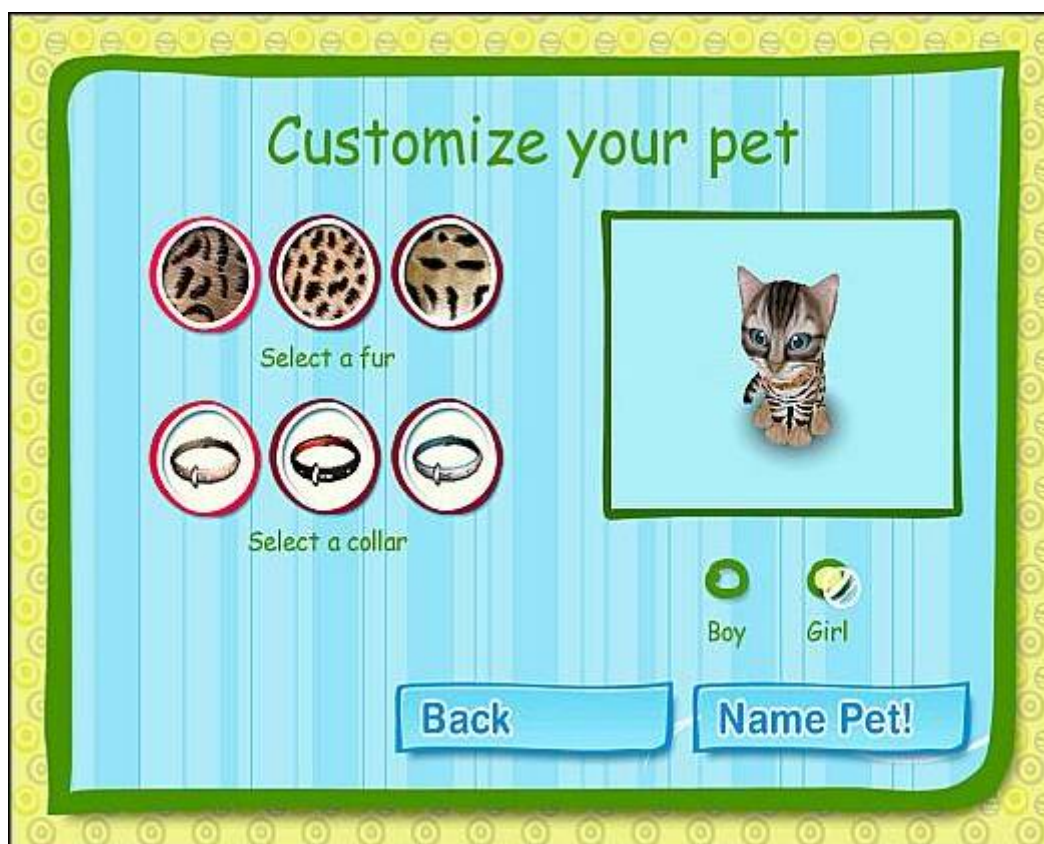 Customize your pet
Select a fur
Select a collar
Boy
Girl
Back
Name Pet!